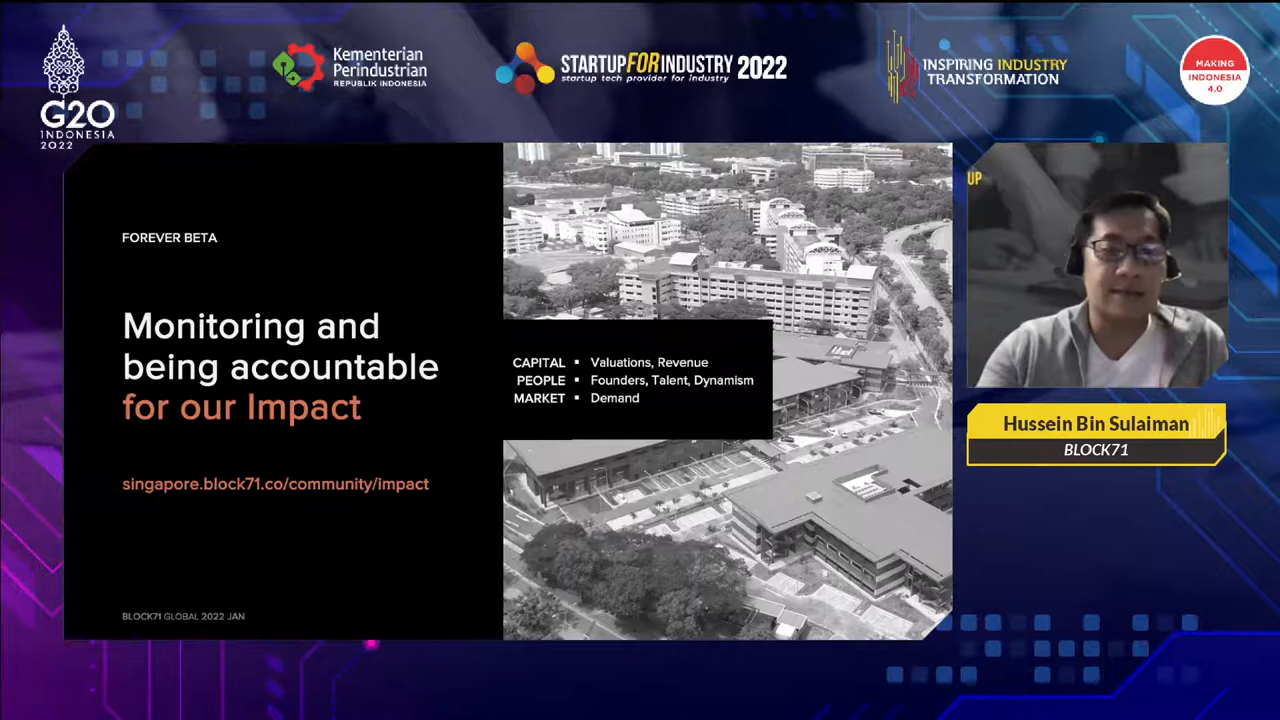 G20
INDONESIA
2022
Kementerian
Perindustrian
REPUBLIK INDONESIA
STARTUPFORINDUSTRY 2022
startup tech provider for industry
INSPIRING INDUSTRY
TRANSFORMATION
MAKING
INDONESIA
4.0
FOREVER BETA
Monitoring and
being accountable
for our Impact
singapore.block71.co/community/impact
BLOCK71 GLOBAL 2022 JAN
CAPITAL ▪ Valuations, Revenue
PEOPLE ▪ Founders, Talent, Dynamism
MARKET ▪ Demand
UP
Hussein Bin Sulaiman
BLOCK71